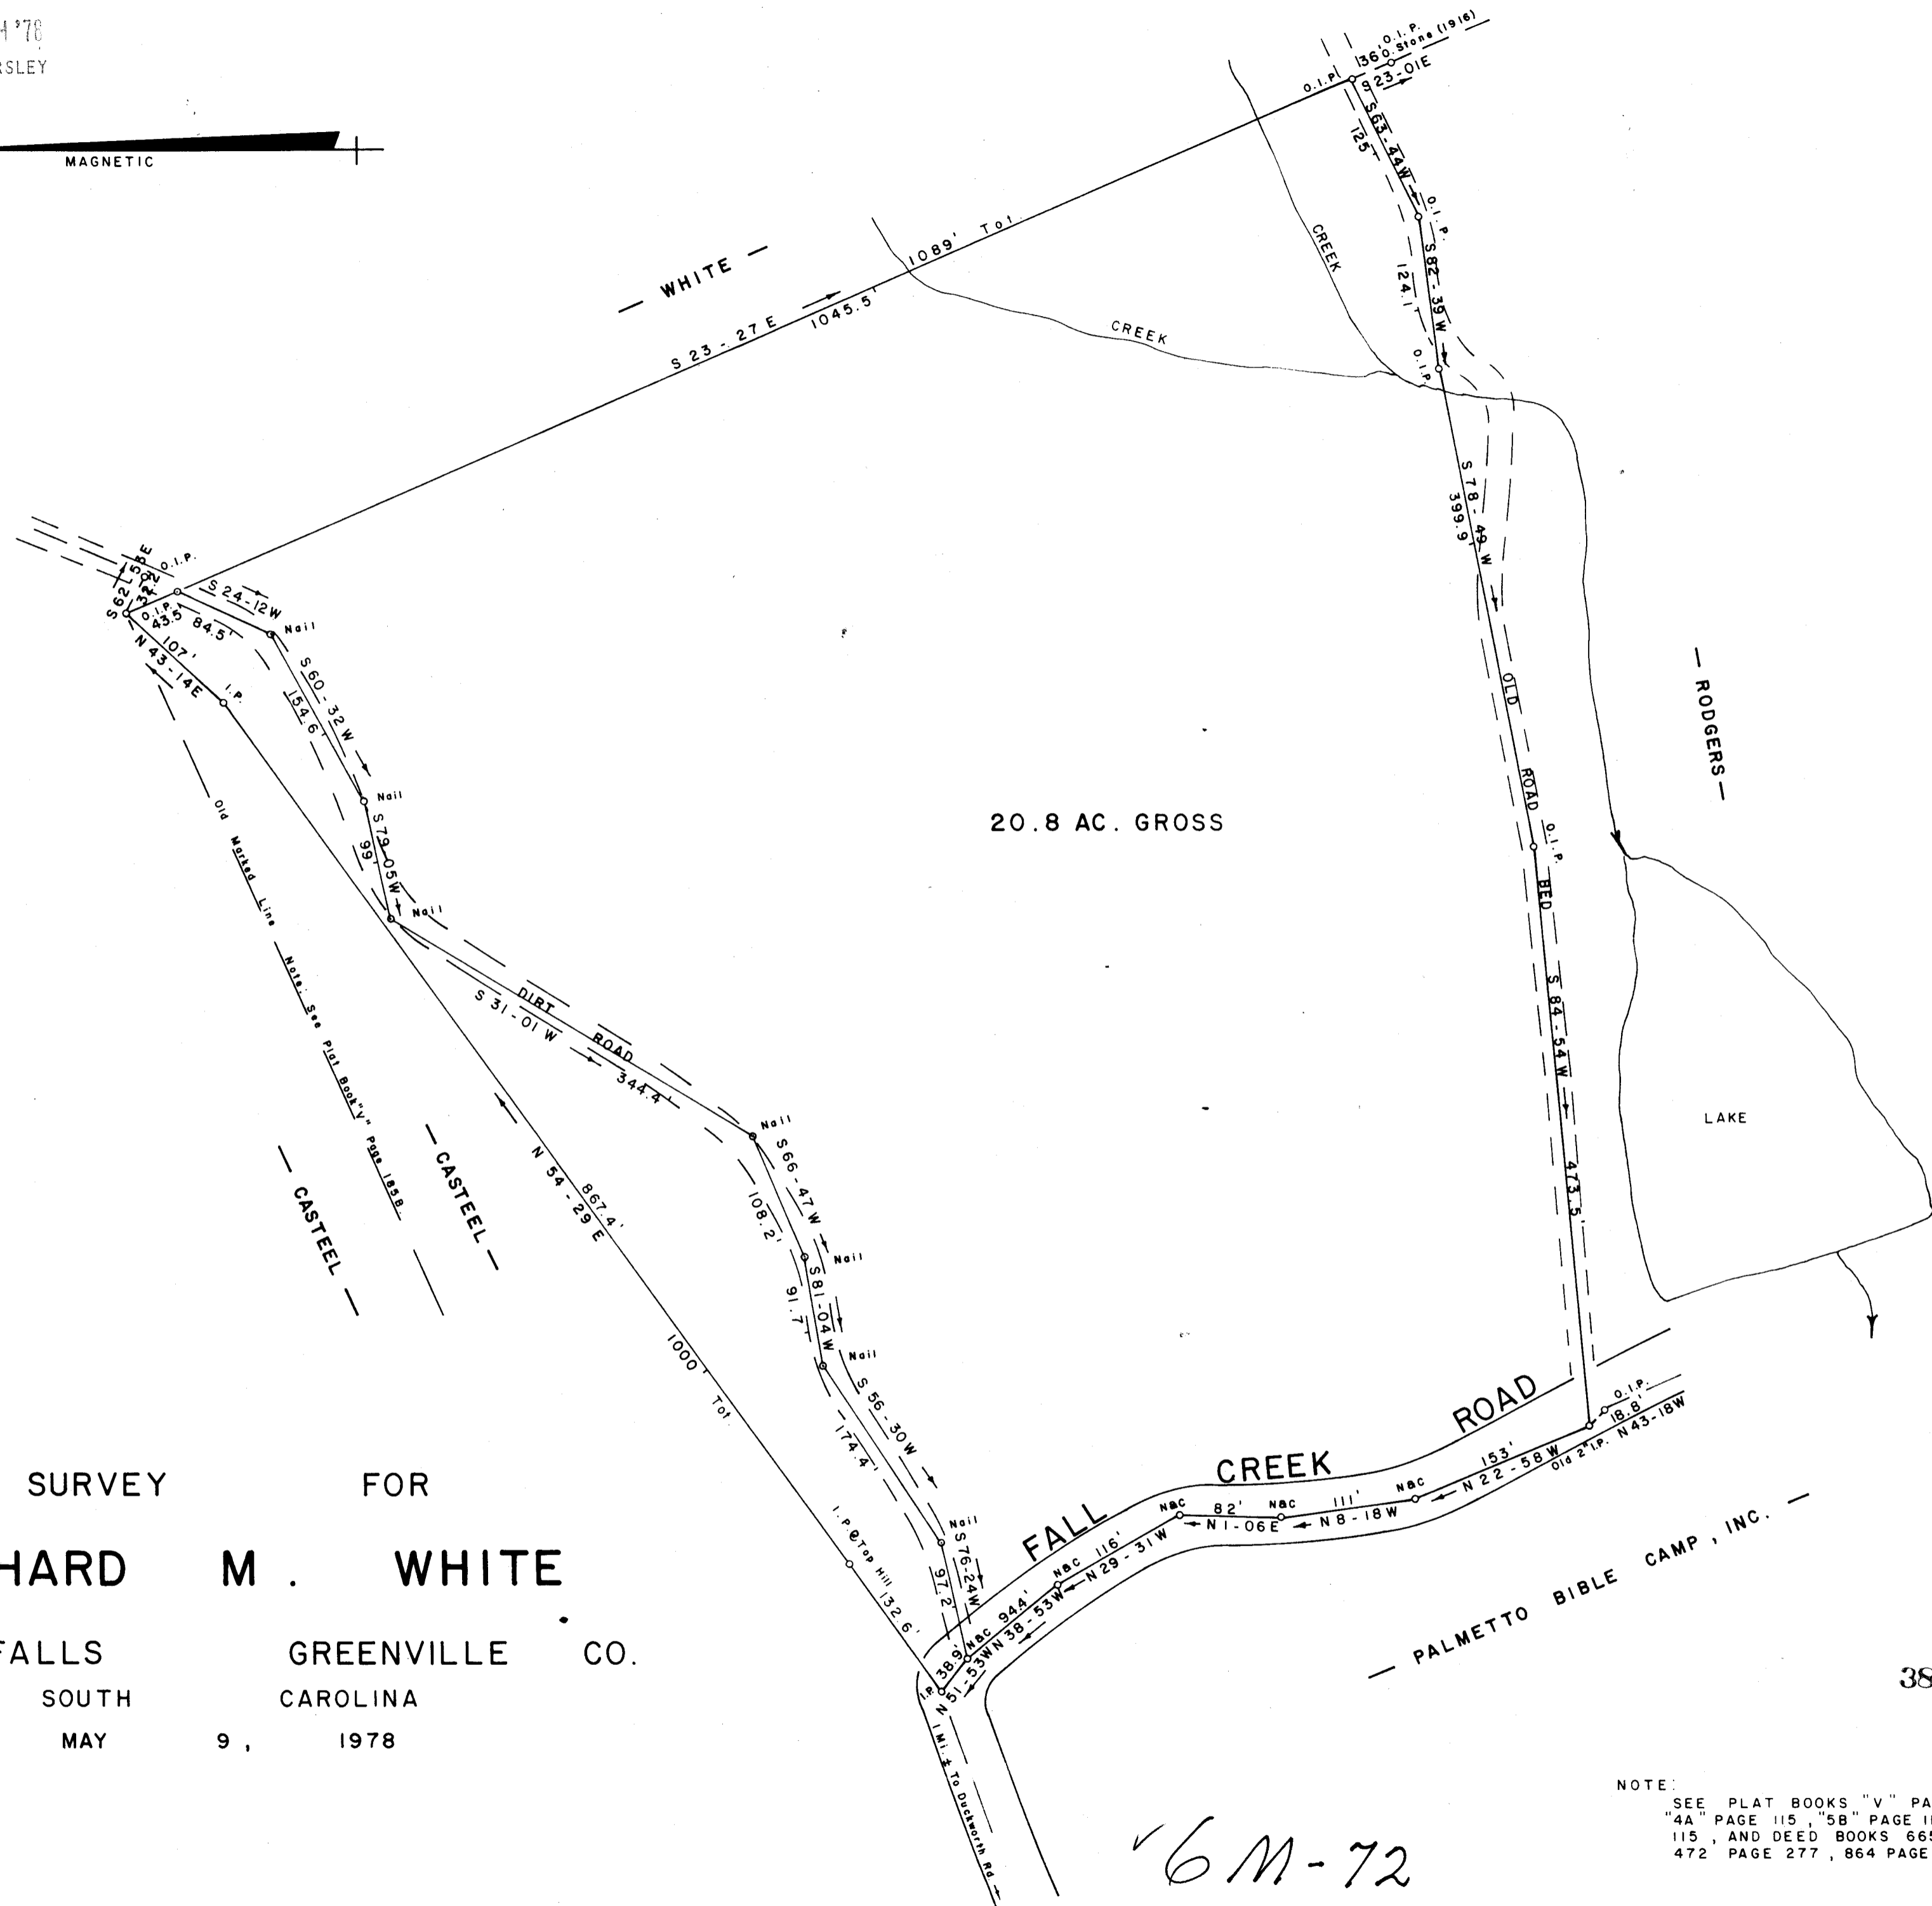 '78
RSLEY
MAGNETIC
O.I.P.
136'
O.I.P.
O. Stone (1916)
S 23-01E
S 63-44W
125'
O.I.P.
S 82-39 W
124.1'
O.I.P.
CREEK
CREEK
— WHITE —
1089' Tot.
S 23-27 E
1045.5'
S 78-49 W
399.9'
OLD ROAD BED
O.I.P.
S 84-54W
473.5'
— RODGERS —
LAKE
20.8 AC. GROSS
S 62-53E
O.I.P.
O.I.P.
43.5'
S 24-12W
84.5'
Nail
107'
N 43-14E
I.P.
S 60-32 W
154.6'
Nail
S 79-05W
99'
Nail
Old Marked Line Note: See Plat Book "V" Page 185B.
DIRT ROAD
S 31-01 W
344.4'
Nail
S 66-47 W
108.2'
Nail
S 81-04 W
91.7'
Nail
S 56-30 W
174.4'
Nail
S 76-24W
97.2'
N&C
— CASTEEL —
— CASTEEL —
867.4'
N 54-29 E
1000' Tot.
I.P. @ Top Hill
132.6'
I.P.
FALL CREEK ROAD
O.I.P.
18.8'
N 43-18W
Old 2" I.P.
153'
N 22-58 W
N&C
111'
N 8-18W
N&C
82'
N 1-06E
N&C
116'
N 29-31W
N&C
94.4'
N 38-53W
38.9'
N 51-53W
1 Mi. ± To Duckworth Rd.
— PALMETTO BIBLE CAMP, INC. —
SURVEY FOR
HARD M. WHITE
FALLS GREENVILLE CO.
SOUTH CAROLINA
MAY 9, 1978
38
NOTE:
SEE PLAT BOOKS "V" PA
"4A" PAGE 115, "5B" PAGE 11
115, AND DEED BOOKS 665
472 PAGE 277, 864 PAGE
6M-72